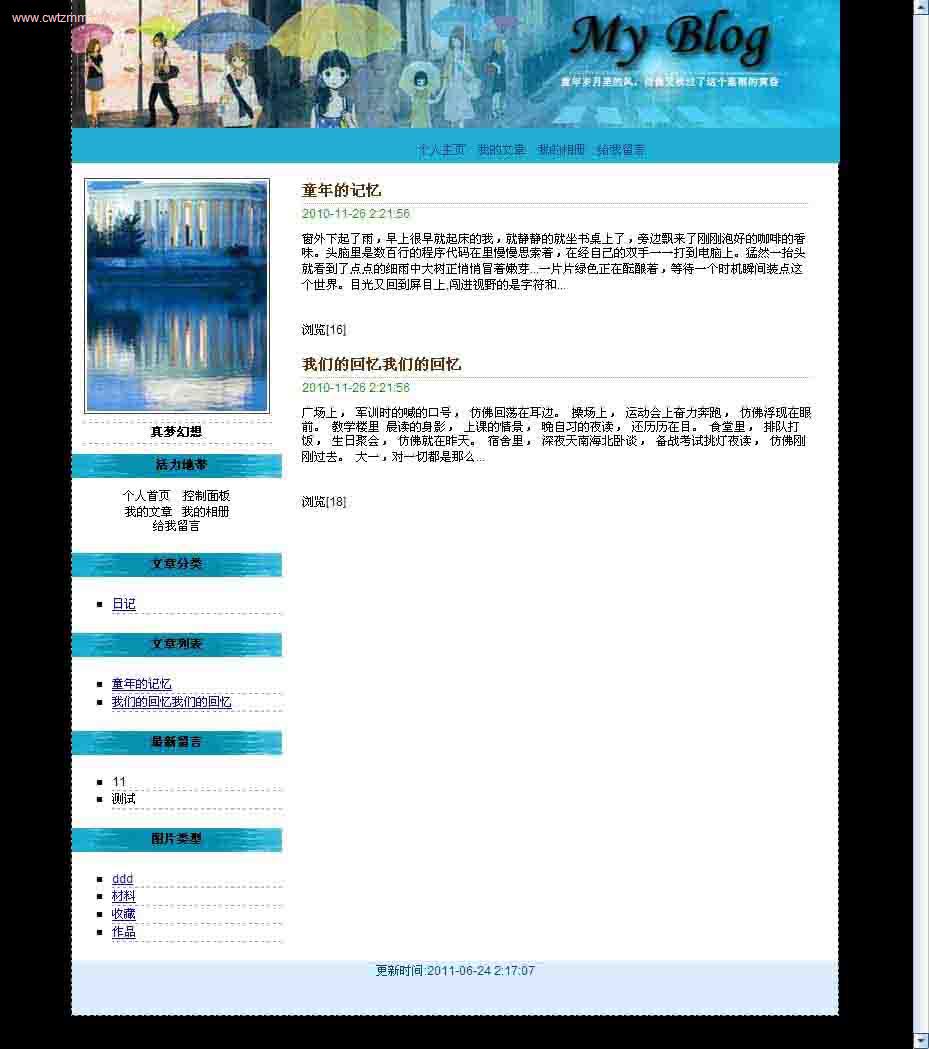 www.cwtzmm
My Blog
个人主页 我的文章 我的相册 给我留言
童年的记忆
2010-11-26 2:21:56
窗外下起了雨，早上很早就起床的我，就静静的就坐书桌上了，旁边飘来了刚刚泡好的咖啡的香
味。头脑里是数百行的程序代码在里慢慢思索着，在经自己的双手一一打到电脑上。猛然一抬头
就看到了点点的细雨中大树正悄悄冒着嫩芽...一片片绿色正在酝酿着，等待一个时机瞬间装点这
个世界。目光又回到屏目上,闯进视野的是字符和...
浏览[16]
我们的回忆我们的回忆
2010-11-26 2:21:56
广场上， 军训时的喊的口号， 仿佛回荡在耳边。 操场上， 运动会上奋力奔跑， 仿佛浮现在眼
前。 教学楼里 晨读的身影， 上课的情景， 晚自习的夜读， 还历历在目。 食堂里， 排队打
饭， 生日聚会， 仿佛就在昨天。 宿舍里， 深夜天南海北卧谈， 备战考试挑灯夜读， 仿佛刚
刚过去。 大一，对一切都是那么...
浏览[18]
真梦幻想
活力地带
个人首页 控制面板
我的文章 我的相册
给我留言
文章分类
日记
文章列表
童年的记忆
我们的回忆我们的回忆
最新留言
11
测试
图片类型
ddd
材料
收藏
作品
更新时间:2011-06-24 2:17:07